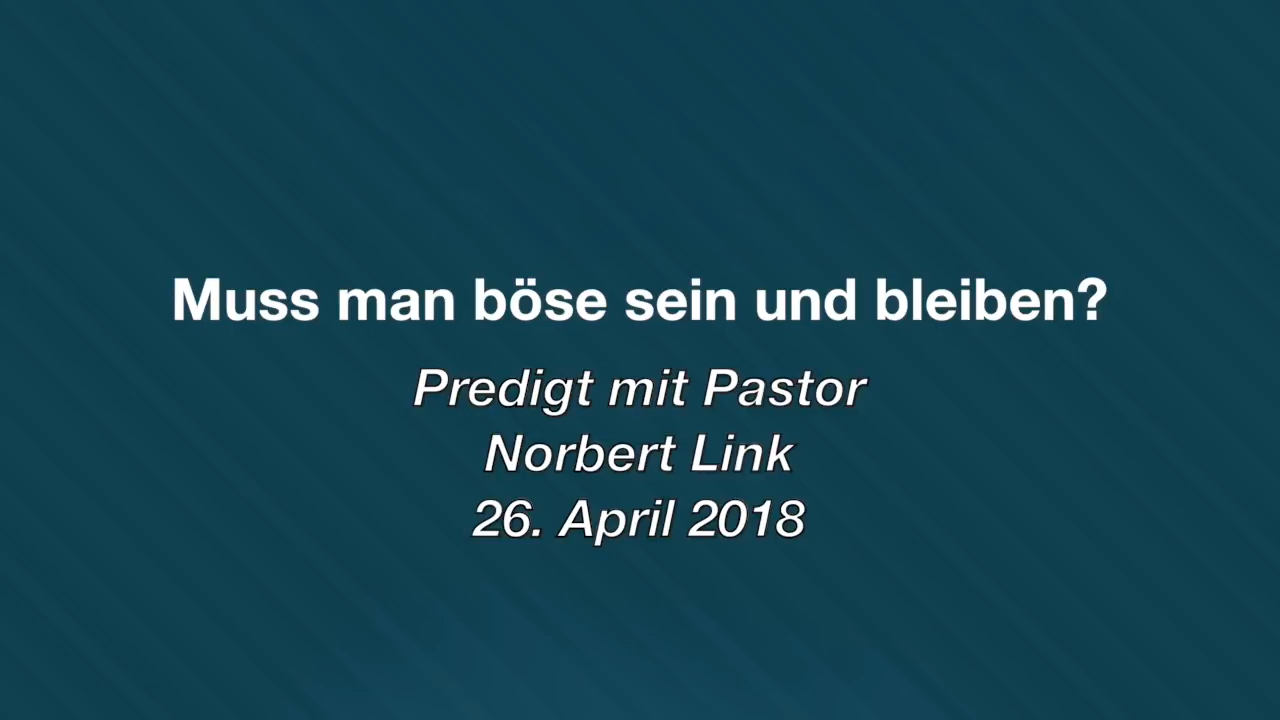 Muss man böse sein und bleiben?
Predigt mit Pastor
Norbert Link
26. April 2018